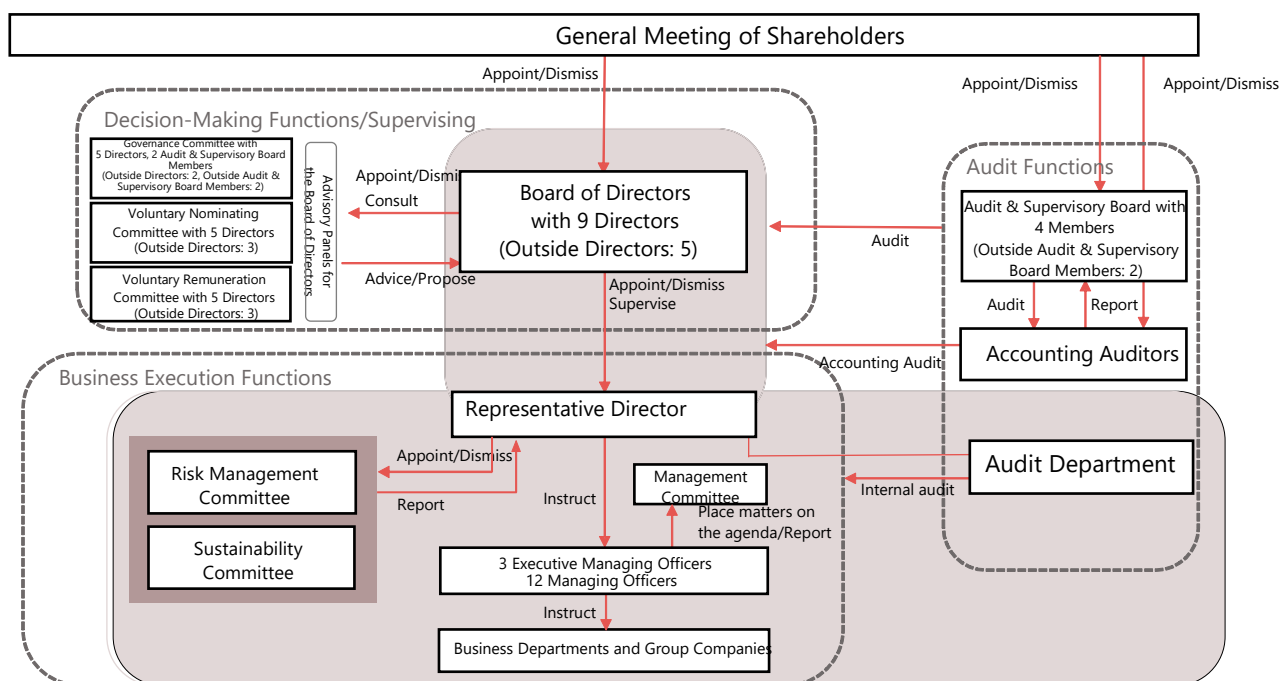 General Meeting of Shareholders
Appoint/Dismiss
Appoint/Dismiss
Appoint/Dismiss
Decision-Making Functions/Supervising
Governance Committee with
5 Directors, 2 Audit & Supervisory Board
Members
(Outside Directors: 2, Outside Audit &
Supervisory Board Members: 2)
Voluntary Nominating
Committee with 5 Directors
(Outside Directors: 3)
Voluntary Remuneration
Committee with 5 Directors
(Outside Directors: 3)
Advisory Panels for
the Board of Directors
Appoint/Dismi
Consult
Advice/Propose
Board of Directors
with 9 Directors
(Outside Directors: 5)
Appoint/Dismiss
Supervise
Audit
Audit Functions
Audit & Supervisory Board with
4 Members
(Outside Audit & Supervisory
Board Members: 2)
Audit
Report
Accounting Auditors
Accounting Audit
Business Execution Functions
Representative Director
Appoint/Dismiss
Report
Risk Management
Committee
Sustainability
Committee
Instruct
Management
Committee
Place matters on
the agenda/Report
Internal audit
Audit Department
3 Executive Managing Officers
12 Managing Officers
Instruct
Business Departments and Group Companies